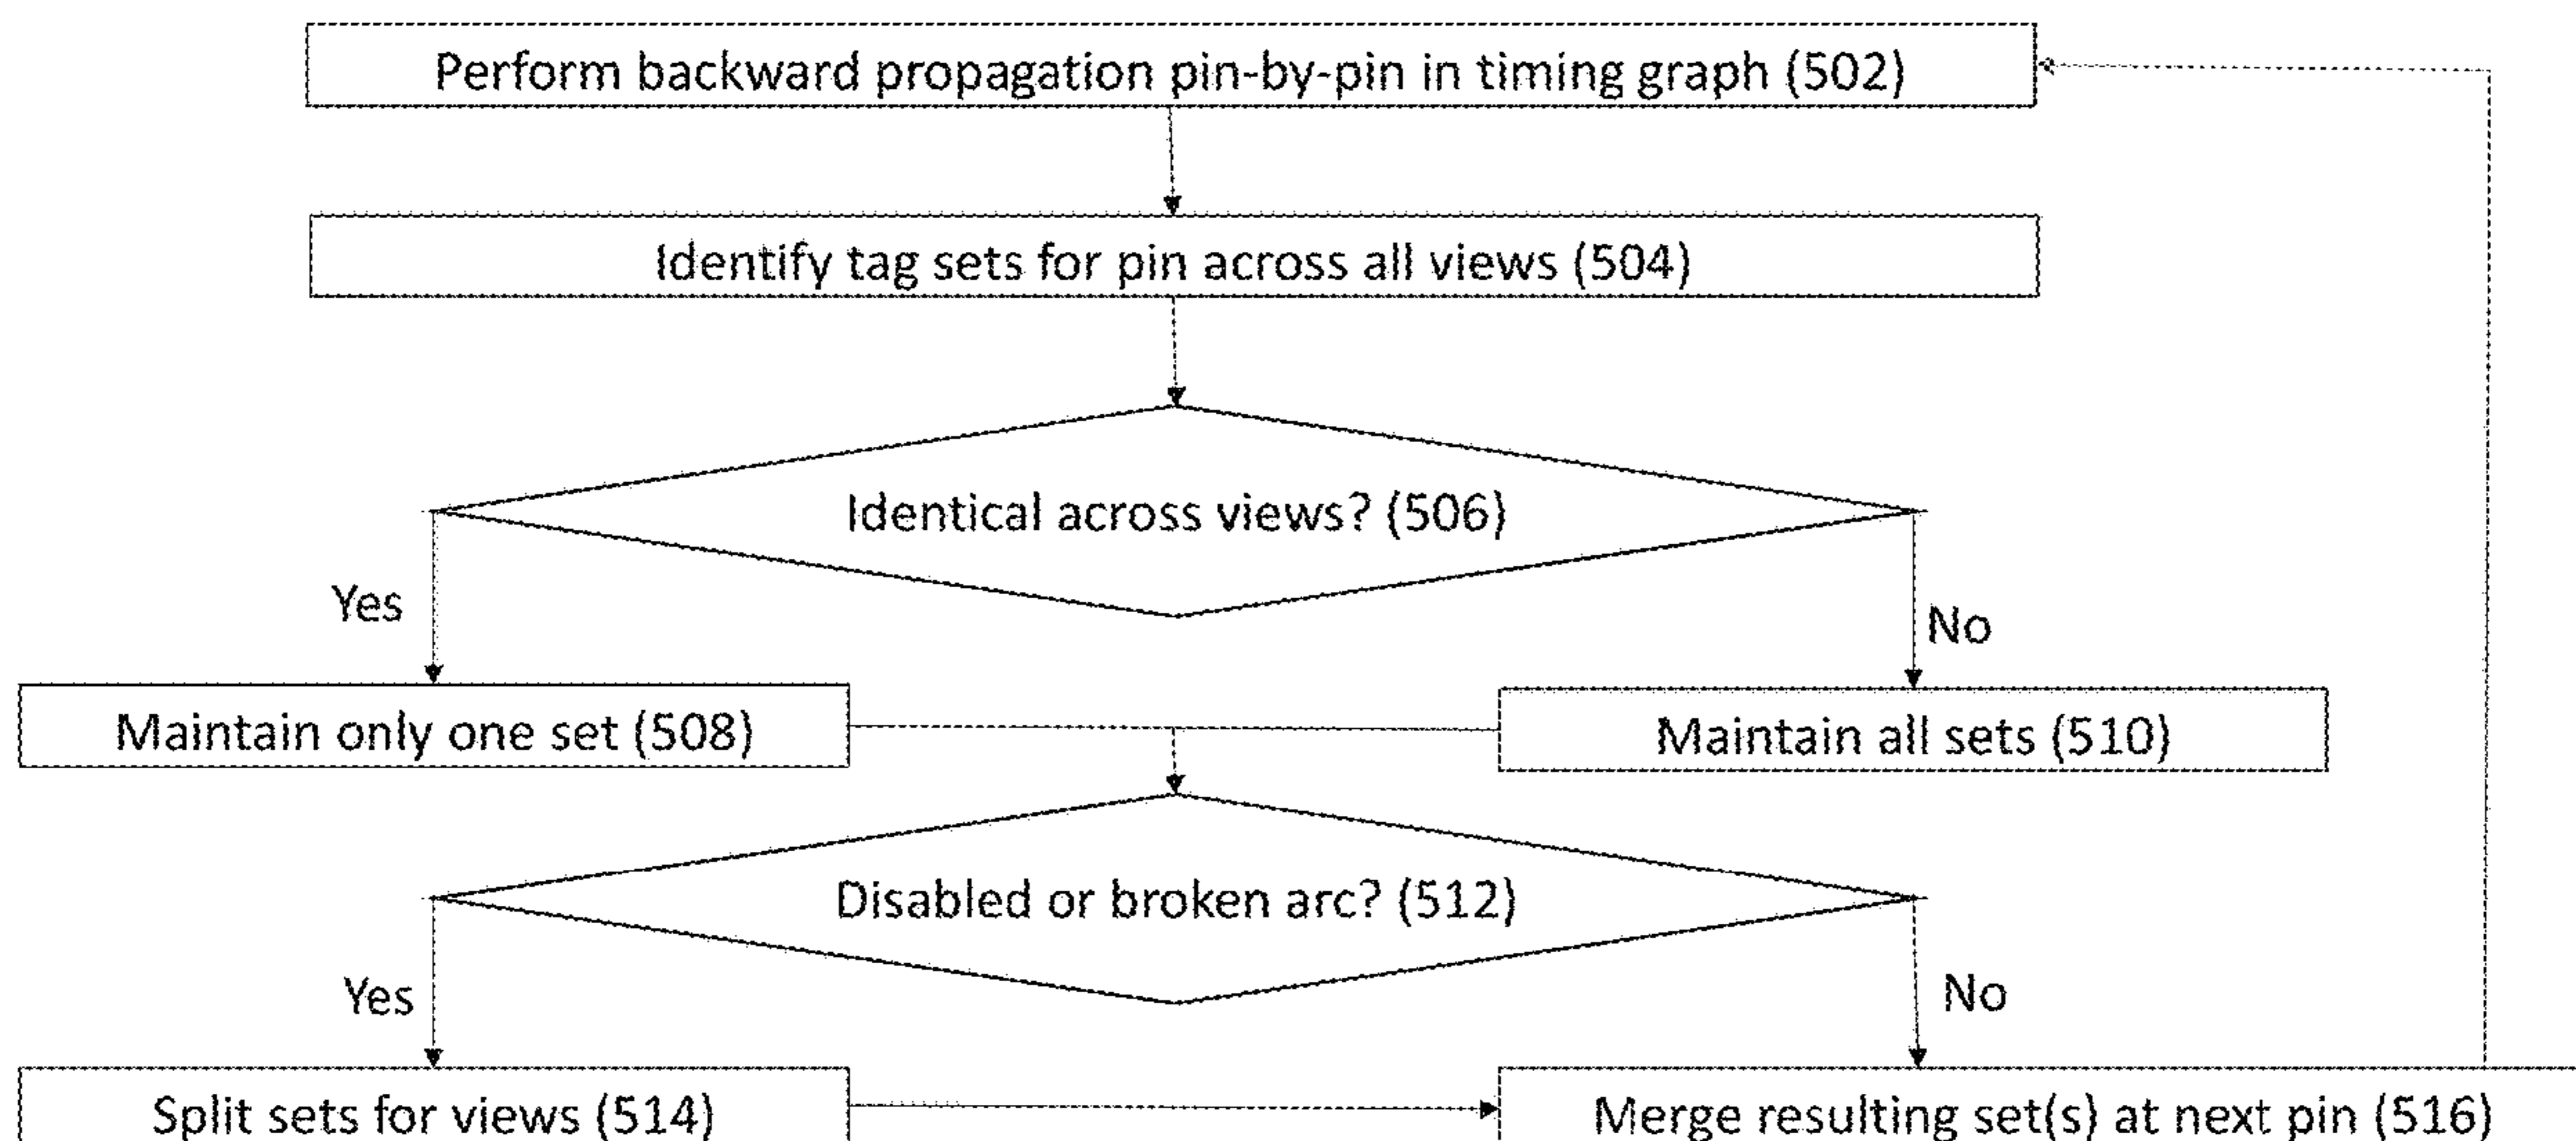 Perform backward propagation pin-by-pin in timing graph (502)
Identify tag sets for pin across all views (504)
Identical across views? (506)
Yes
No
Maintain only one set (508)
Maintain all sets (510)
Disabled or broken arc? (512)
Yes
No
Split sets for views (514)
Merge resulting set(s) at next pin (516)